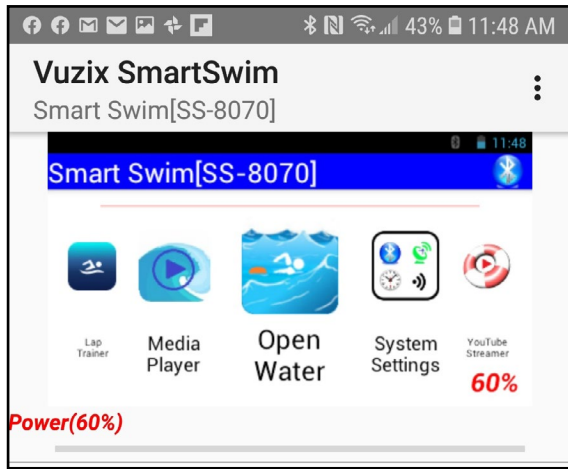 43% 11:48 AM
Vuzix SmartSwim
Smart Swim[SS-8070]
11:48
Smart Swim[SS-8070]
Lap
Trainer
Media
Player
Open
Water
System
Settings
YouTube
Streamer
60%
Power(60%)